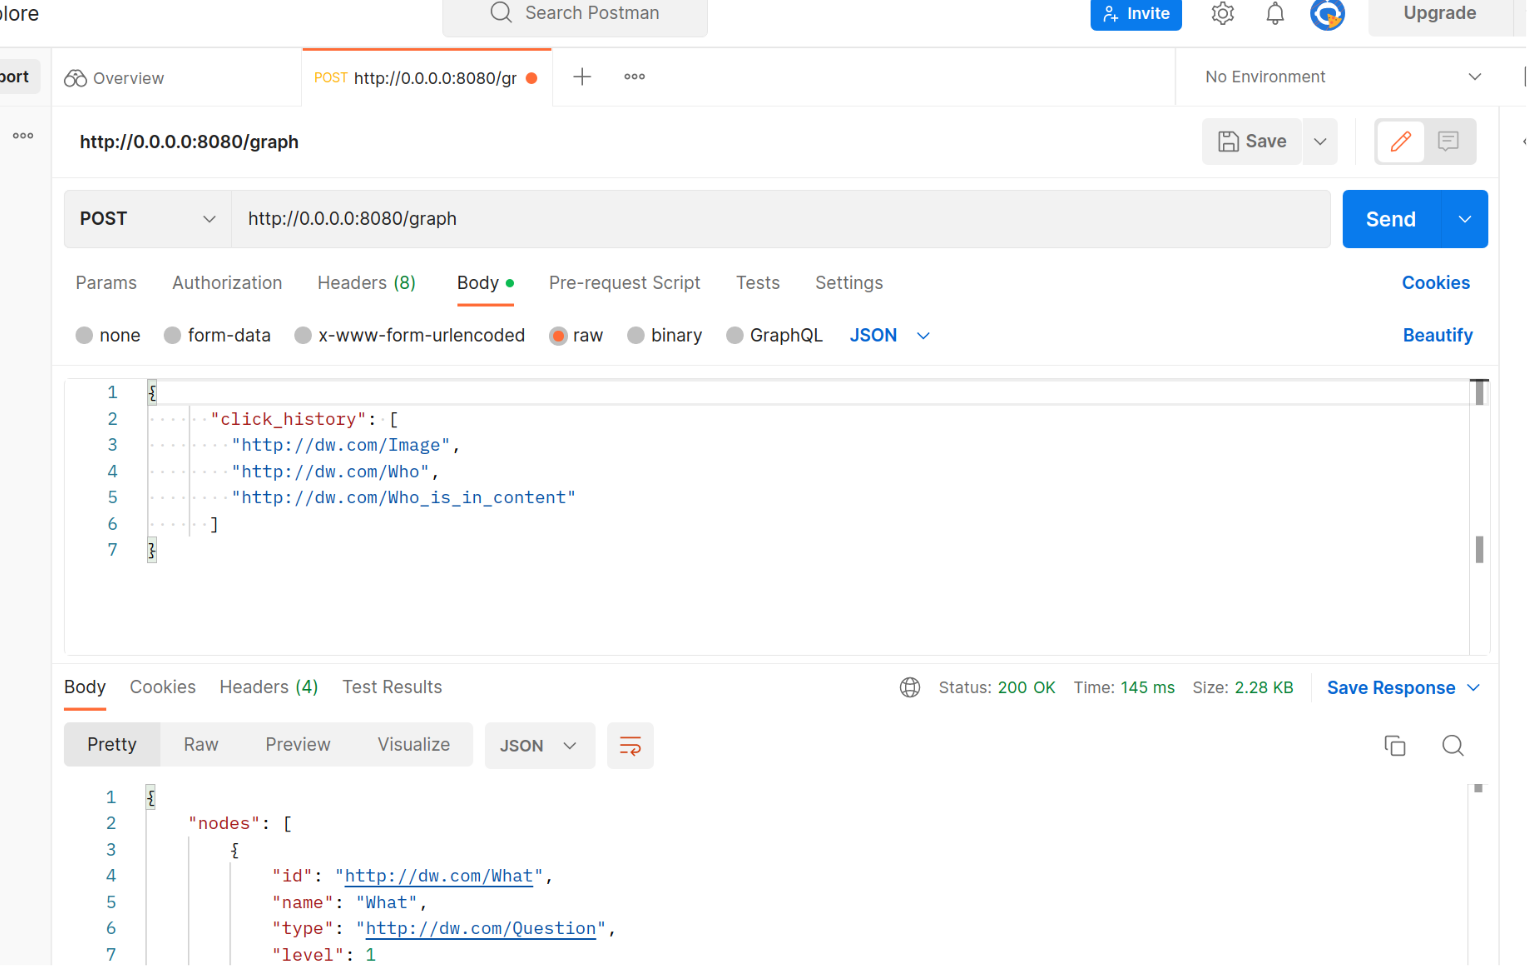 plore
Search Postman
Invite
Upgrade
port
Overview
POST http://0.0.0.0:8080/gr
No Environment
http://0.0.0.0:8080/graph
Save
POST
http://0.0.0.0:8080/graph
Send
Params Authorization Headers (8) Body Pre-request Script Tests Settings Cookies
none form-data x-www-form-urlencoded raw binary GraphQL JSON Beautify
1 {
2 "click_history": [
3 "http://dw.com/Image",
4 "http://dw.com/Who",
5 "http://dw.com/Who_is_in_content"
6 ]
7 }
Body Cookies Headers (4) Test Results Status: 200 OK Time: 145 ms Size: 2.28 KB Save Response
Pretty Raw Preview Visualize JSON
1 {
2 "nodes": [
3 {
4 "id": "http://dw.com/What",
5 "name": "What",
6 "type": "http://dw.com/Question",
7 "level": 1